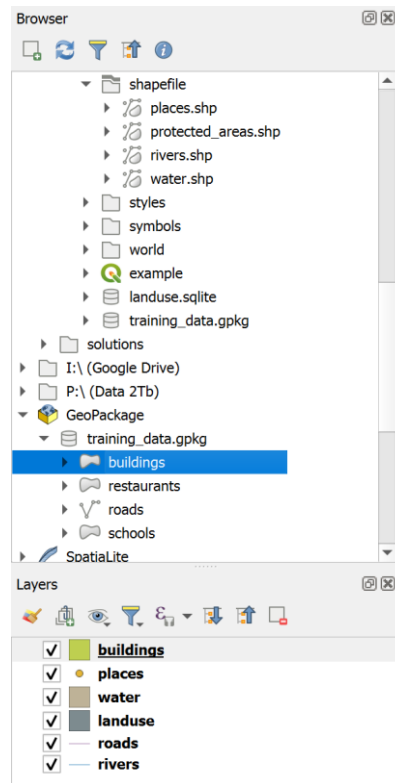 Browser
shapefile
places.shp
protected_areas.shp
rivers.shp
water.shp
styles
symbols
world
example
landuse.sqlite
training_data.gpkg
solutions
I:\ (Google Drive)
P:\ (Data 2Tb)
GeoPackage
training_data.gpkg
buildings
restaurants
roads
schools
SpatiaLite
Layers
buildings
places
water
landuse
roads
rivers